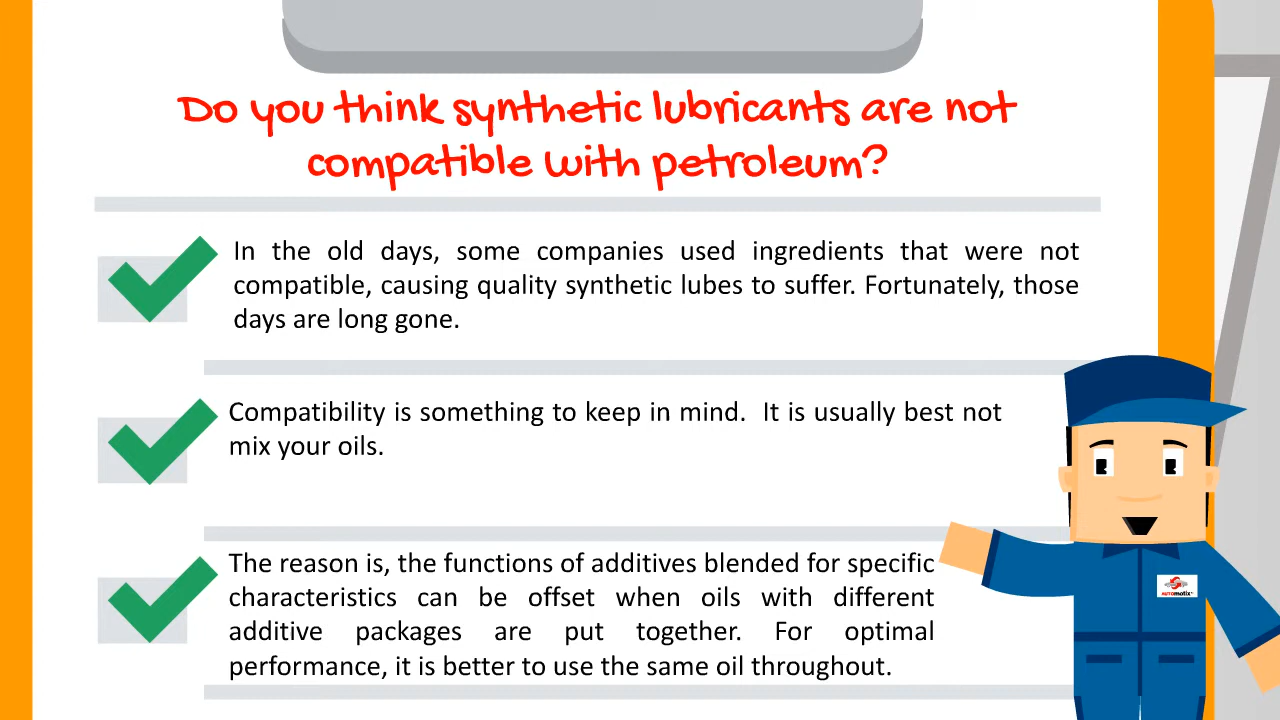 Do you think synthetic lubricants are not
compatible with petroleum?
In the old days, some companies used ingredients that were not
compatible, causing quality synthetic lubes to suffer. Fortunately, those
days are long gone.
Compatibility is something to keep in mind.  It is usually best not
mix your oils.
The reason is, the functions of additives blended for specific
characteristics can be offset when oils with different
additive packages are put together. For optimal
performance, it is better to use the same oil throughout.
AUTOmatix